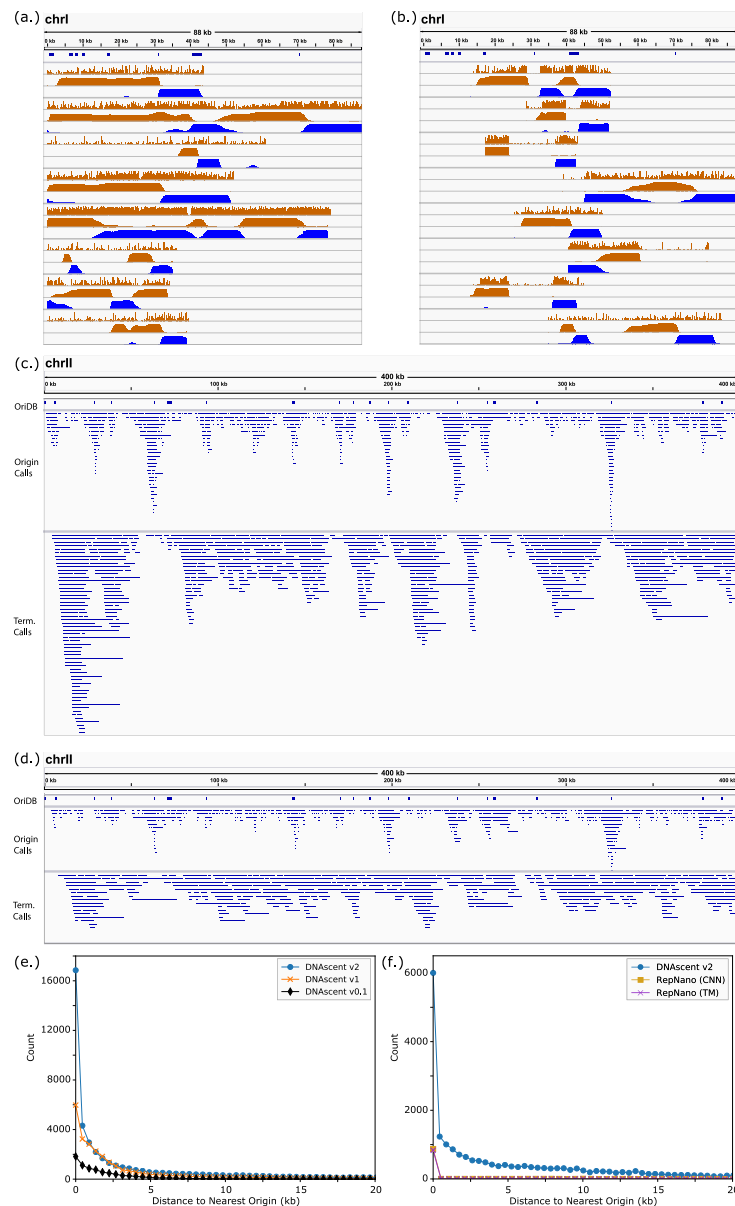 (a.) chrI
88 kb
0 kb 10 kb 20 kb 30 kb 40 kb 50 kb 60 kb 70 kb 80 kb
(b.) chrI
88 kb
0 kb 10 kb 20 kb 30 kb 40 kb 50 kb 60 kb 70 kb 80 kb
(c.) chrII
400 kb
0 kb 100 kb 200 kb 300 kb 400 kb
OriDB
Origin
Calls
Term.
Calls
(d.) chrII
400 kb
0 kb 100 kb 200 kb 300 kb 400 kb
OriDB
Origin
Calls
Term.
Calls
(e.)
DNAscent v2
DNAscent v1
DNAscent v0.1
Count
16000
12000
8000
4000
0
0 5 10 15 20
Distance to Nearest Origin (kb)
(f.)
DNAscent v2
RepNano (CNN)
RepNano (TM)
Count
6000
4000
2000
0
0 5 10 15 20
Distance to Nearest Origin (kb)